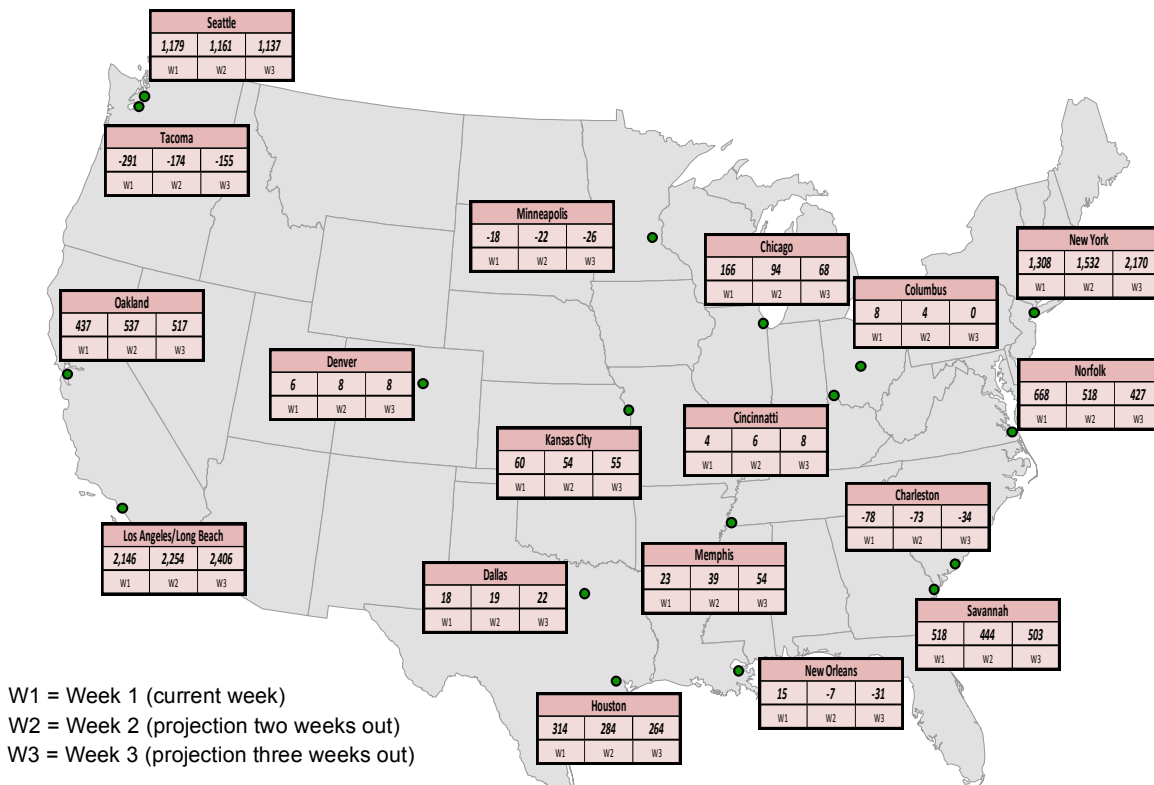 Seattle
1,179 1,161 1,137
W1 W2 W3
Tacoma
-291 -174 -155
W1 W2 W3
Minneapolis
-18 -22 -26
W1 W2 W3
Chicago
166 94 68
W1 W2 W3
New York
1,308 1,532 2,170
W1 W2 W3
Columbus
8 4 0
W1 W2 W3
Oakland
437 537 517
W1 W2 W3
Denver
6 8 8
W1 W2 W3
Norfolk
668 518 427
W1 W2 W3
Cincinnatti
4 6 8
W1 W2 W3
Kansas City
60 54 55
W1 W2 W3
Charleston
-78 -73 -34
W1 W2 W3
Los Angeles/Long Beach
2,146 2,254 2,406
W1 W2 W3
Memphis
23 39 54
W1 W2 W3
Dallas
18 19 22
W1 W2 W3
Savannah
518 444 503
W1 W2 W3
New Orleans
15 -7 -31
W1 W2 W3
Houston
314 284 264
W1 W2 W3
W1 = Week 1 (current week)
W2 = Week 2 (projection two weeks out)
W3 = Week 3 (projection three weeks out)